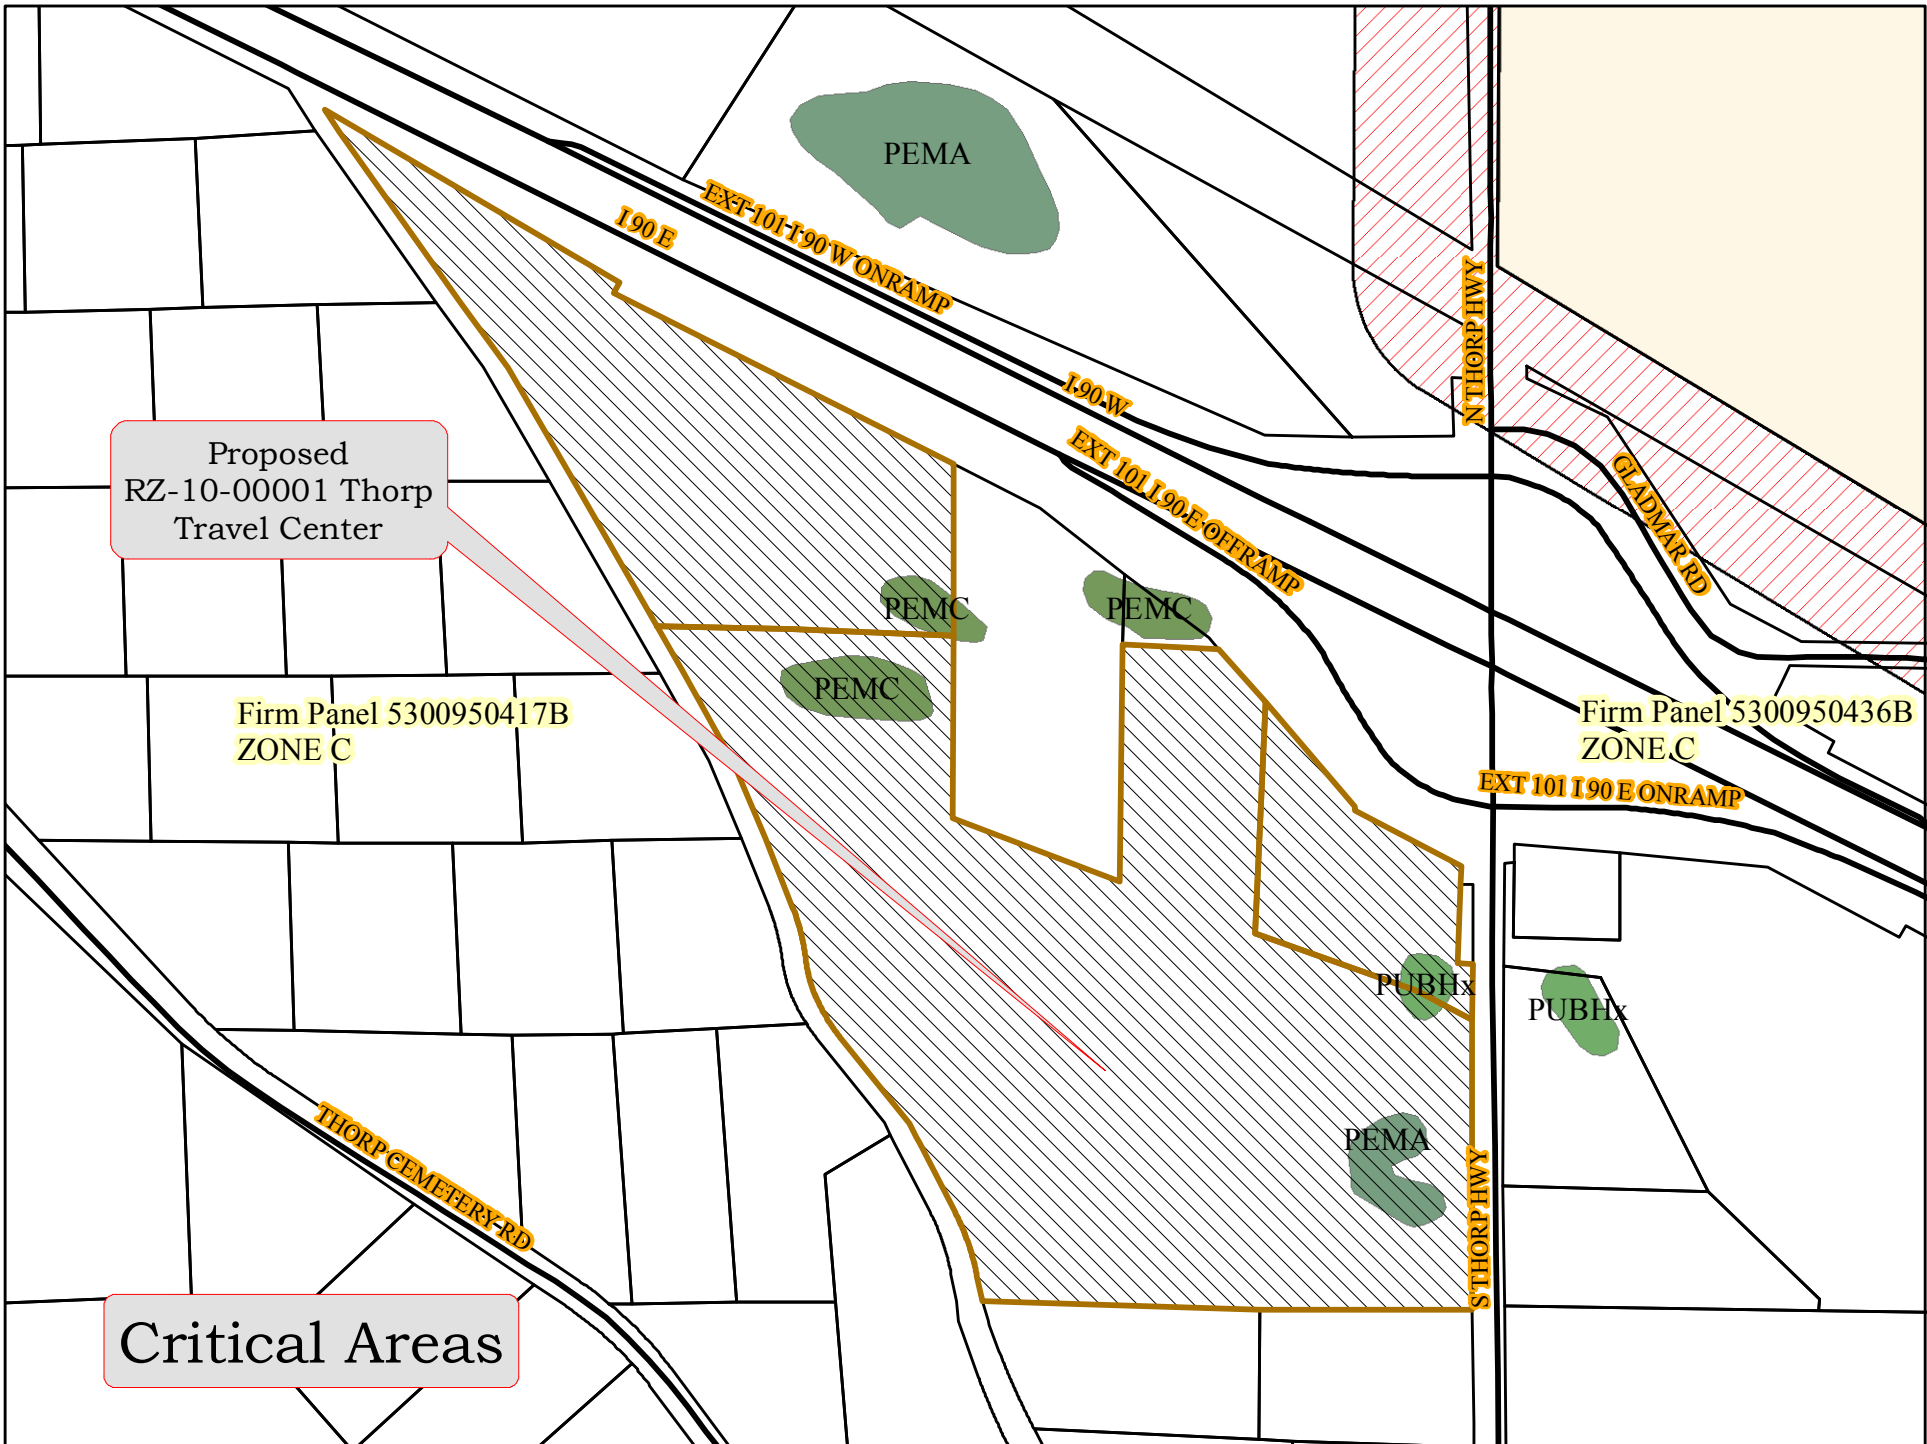 PEMA
EXT 101 I 90 W ONRAMP
I 90 E
N THORP HWY
I 90 W
EXT 101 I 90 E OFFRAMP
GLADMAR RD
Proposed
RZ-10-00001 Thorp
Travel Center
PEMC
PEMC
PEMC
Firm Panel 5300950417B
ZONE C
Firm Panel 5300950436B
ZONE C
EXT 101 I 90 E ONRAMP
PUBHx
PUBHx
PEMA
THORP CEMETERY RD
S THORP HWY
Critical Areas